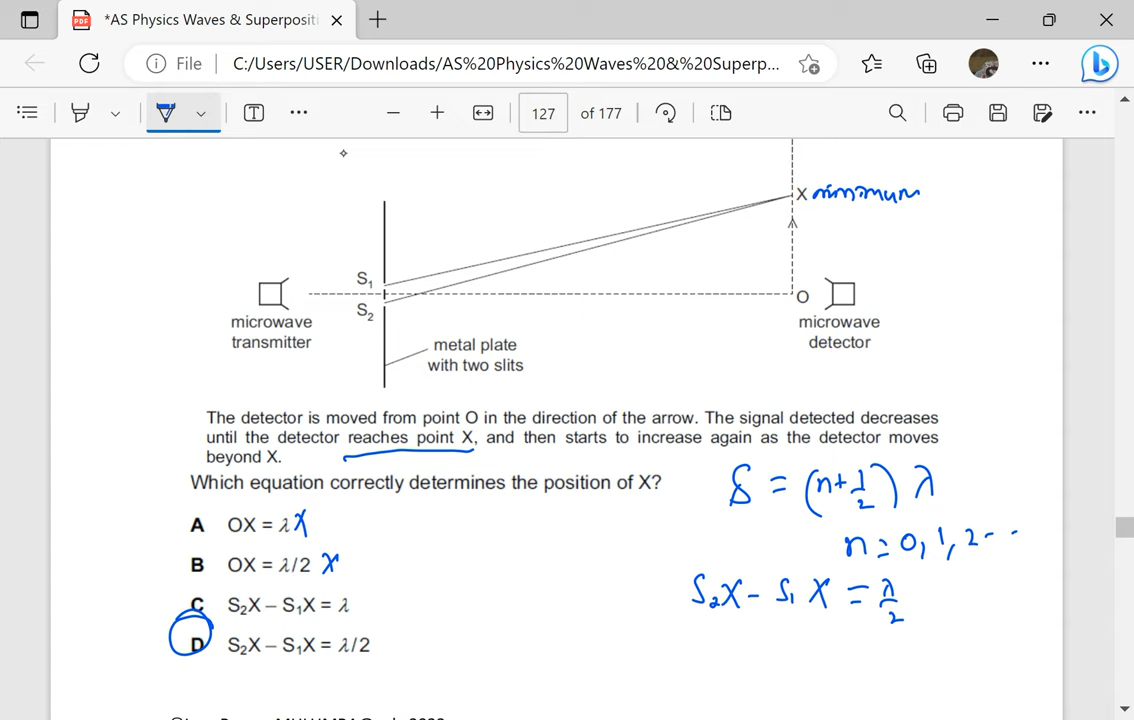 *AS Physics Waves & Superpositi
File
C:/Users/USER/Downloads/AS%20Physics%20Waves%20&%20Superp...
127 of 177
X minimum
S1
S2
O
microwave
transmitter
microwave
detector
metal plate
with two slits
The detector is moved from point O in the direction of the arrow. The signal detected decreases
until the detector reaches point X, and then starts to increase again as the detector moves
beyond X.
Which equation correctly determines the position of X?
S = (n+1/2) λ
A OX = λ X
n = 0, 1, 2 - - -
B OX = λ/2 X
C S2X – S1X = λ
S2X - S1X = λ/2
D S2X – S1X = λ/2